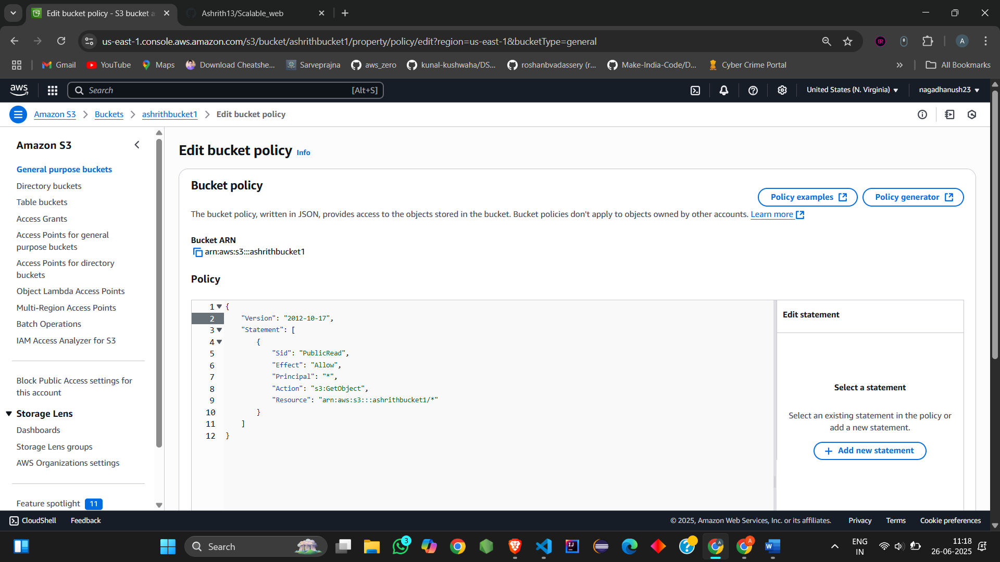 Edit bucket policy - S3 bucket a
Ashrith13/Scalable_web
us-east-1.console.aws.amazon.com/s3/bucket/ashrithbucket1/property/policy/edit?region=us-east-1&bucketType=general
BR
A
Gmail
YouTube
Maps
Download Cheatshe...
Sarveprajna
aws_zero
kunal-kushwaha/DS...
roshanbvadassery (r...
Make-India-Code/D...
Cyber Crime Portal
All Bookmarks
aws
Search
[Alt+S]
United States (N. Virginia)
nagadhanush23
Amazon S3
Buckets
ashrithbucket1
Edit bucket policy
Amazon S3
General purpose buckets
Directory buckets
Table buckets
Access Grants
Access Points for general
purpose buckets
Access Points for directory
buckets
Object Lambda Access Points
Multi-Region Access Points
Batch Operations
IAM Access Analyzer for S3
Block Public Access settings for
this account
Storage Lens
Dashboards
Storage Lens groups
AWS Organizations settings
Feature spotlight 11
Edit bucket policy Info
Bucket policy
Policy examples
Policy generator
The bucket policy, written in JSON, provides access to the objects stored in the bucket. Bucket policies don't apply to objects owned by other accounts. Learn more
Bucket ARN
arn:aws:s3:::ashrithbucket1
Policy
1 {
2 "Version": "2012-10-17",
3 "Statement": [
4 {
5 "Sid": "PublicRead",
6 "Effect": "Allow",
7 "Principal": "*",
8 "Action": "s3:GetObject",
9 "Resource": "arn:aws:s3:::ashrithbucket1/*"
10 }
11 ]
12 }
Edit statement
Select a statement
Select an existing statement in the policy or
add a new statement.
+ Add new statement
CloudShell
Feedback
© 2025, Amazon Web Services, Inc. or its affiliates.
Privacy
Terms
Cookie preferences
Search
3
IJ
A
A
W
ENG
IN
11:18
26-06-2025